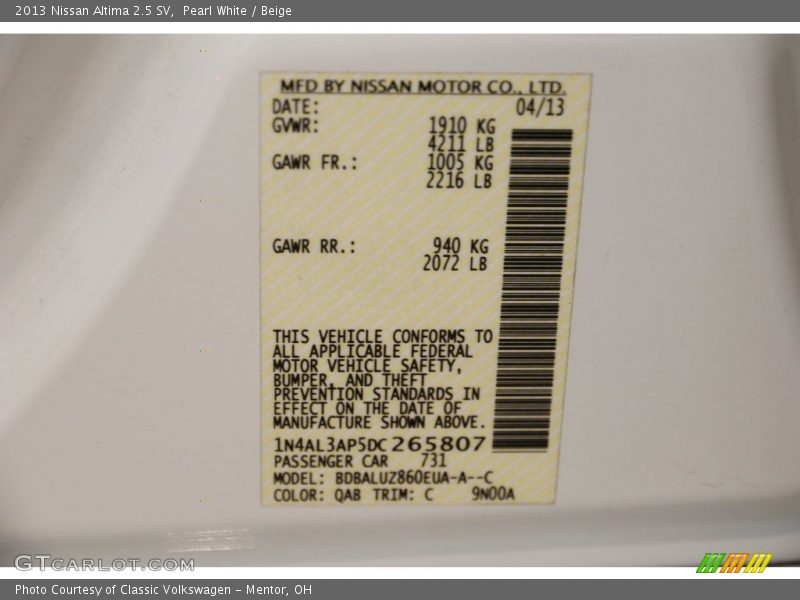 2013 Nissan Altima 2.5 SV,  Pearl White / Beige
MFD BY NISSAN MOTOR CO., LTD.
DATE: 04/13
GVWR: 1910 KG
4211 LB
GAWR FR.: 1005 KG
2216 LB
GAWR RR.: 940 KG
2072 LB
THIS VEHICLE CONFORMS TO
ALL APPLICABLE FEDERAL
MOTOR VEHICLE SAFETY,
BUMPER, AND THEFT
PREVENTION STANDARDS IN
EFFECT ON THE DATE OF
MANUFACTURE SHOWN ABOVE.
1N4AL3AP5DC265807
PASSENGER CAR 731
MODEL: BDBALUZ860EUA-A--C
COLOR: QAB TRIM: C 9N00A
GTCARLOT.COM
Photo Courtesy of Classic Volkswagen - Mentor, OH